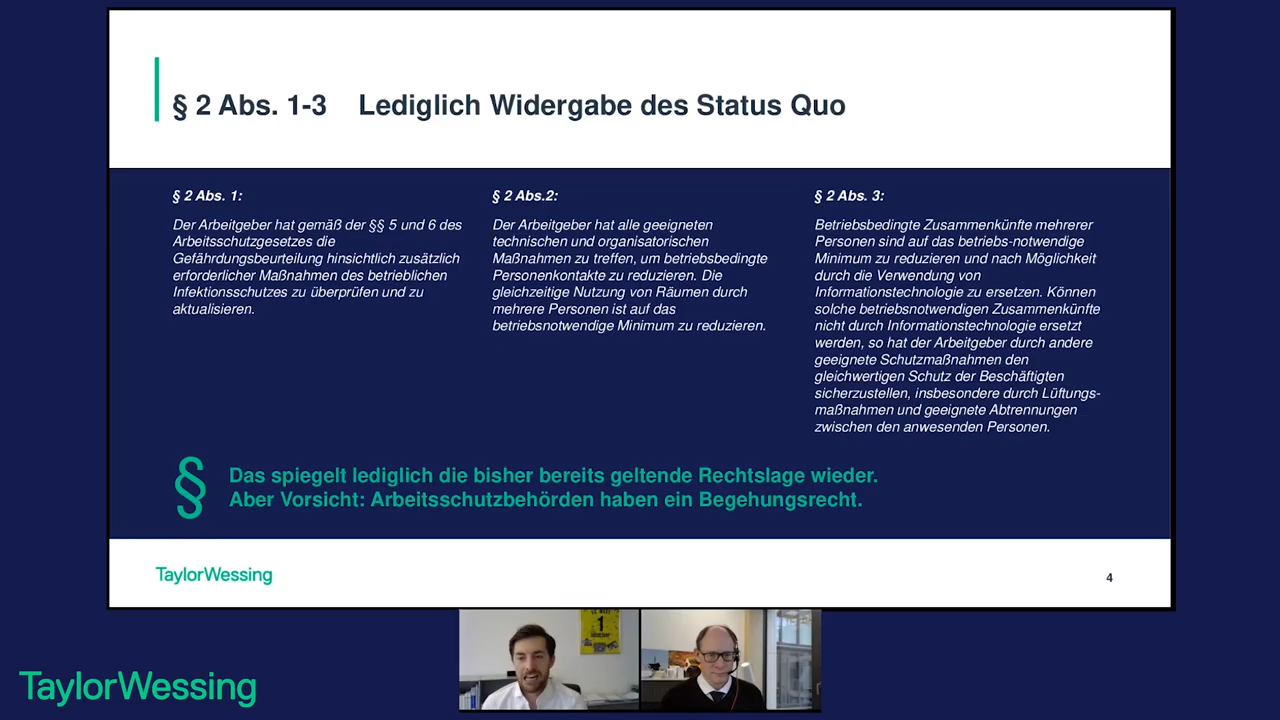 § 2 Abs. 1-3 Lediglich Widergabe des Status Quo
§ 2 Abs. 1:
Der Arbeitgeber hat gemäß der §§ 5 und 6 des
Arbeitsschutzgesetzes die
Gefährdungsbeurteilung hinsichtlich zusätzlich
erforderlicher Maßnahmen des betrieblichen
Infektionsschutzes zu überprüfen und zu
aktualisieren.
§ 2 Abs.2:
Der Arbeitgeber hat alle geeigneten
technischen und organisatorischen
Maßnahmen zu treffen, um betriebsbedingte
Personenkontakte zu reduzieren. Die
gleichzeitige Nutzung von Räumen durch
mehrere Personen ist auf das
betriebsnotwendige Minimum zu reduzieren.
§ 2 Abs. 3:
Betriebsbedingte Zusammenkünfte mehrerer
Personen sind auf das betriebs-notwendige
Minimum zu reduzieren und nach Möglichkeit
durch die Verwendung von
Informationstechnologie zu ersetzen. Können
solche betriebsnotwendigen Zusammenkünfte
nicht durch Informationstechnologie ersetzt
werden, so hat der Arbeitgeber durch andere
geeignete Schutzmaßnahmen den
gleichwertigen Schutz der Beschäftigten
sicherzustellen, insbesondere durch Lüftungs-
maßnahmen und geeignete Abtrennungen
zwischen den anwesenden Personen.
§
Das spiegelt lediglich die bisher bereits geltende Rechtslage wieder.
Aber Vorsicht: Arbeitsschutzbehörden haben ein Begehungsrecht.
TaylorWessing
4
1
TaylorWessing